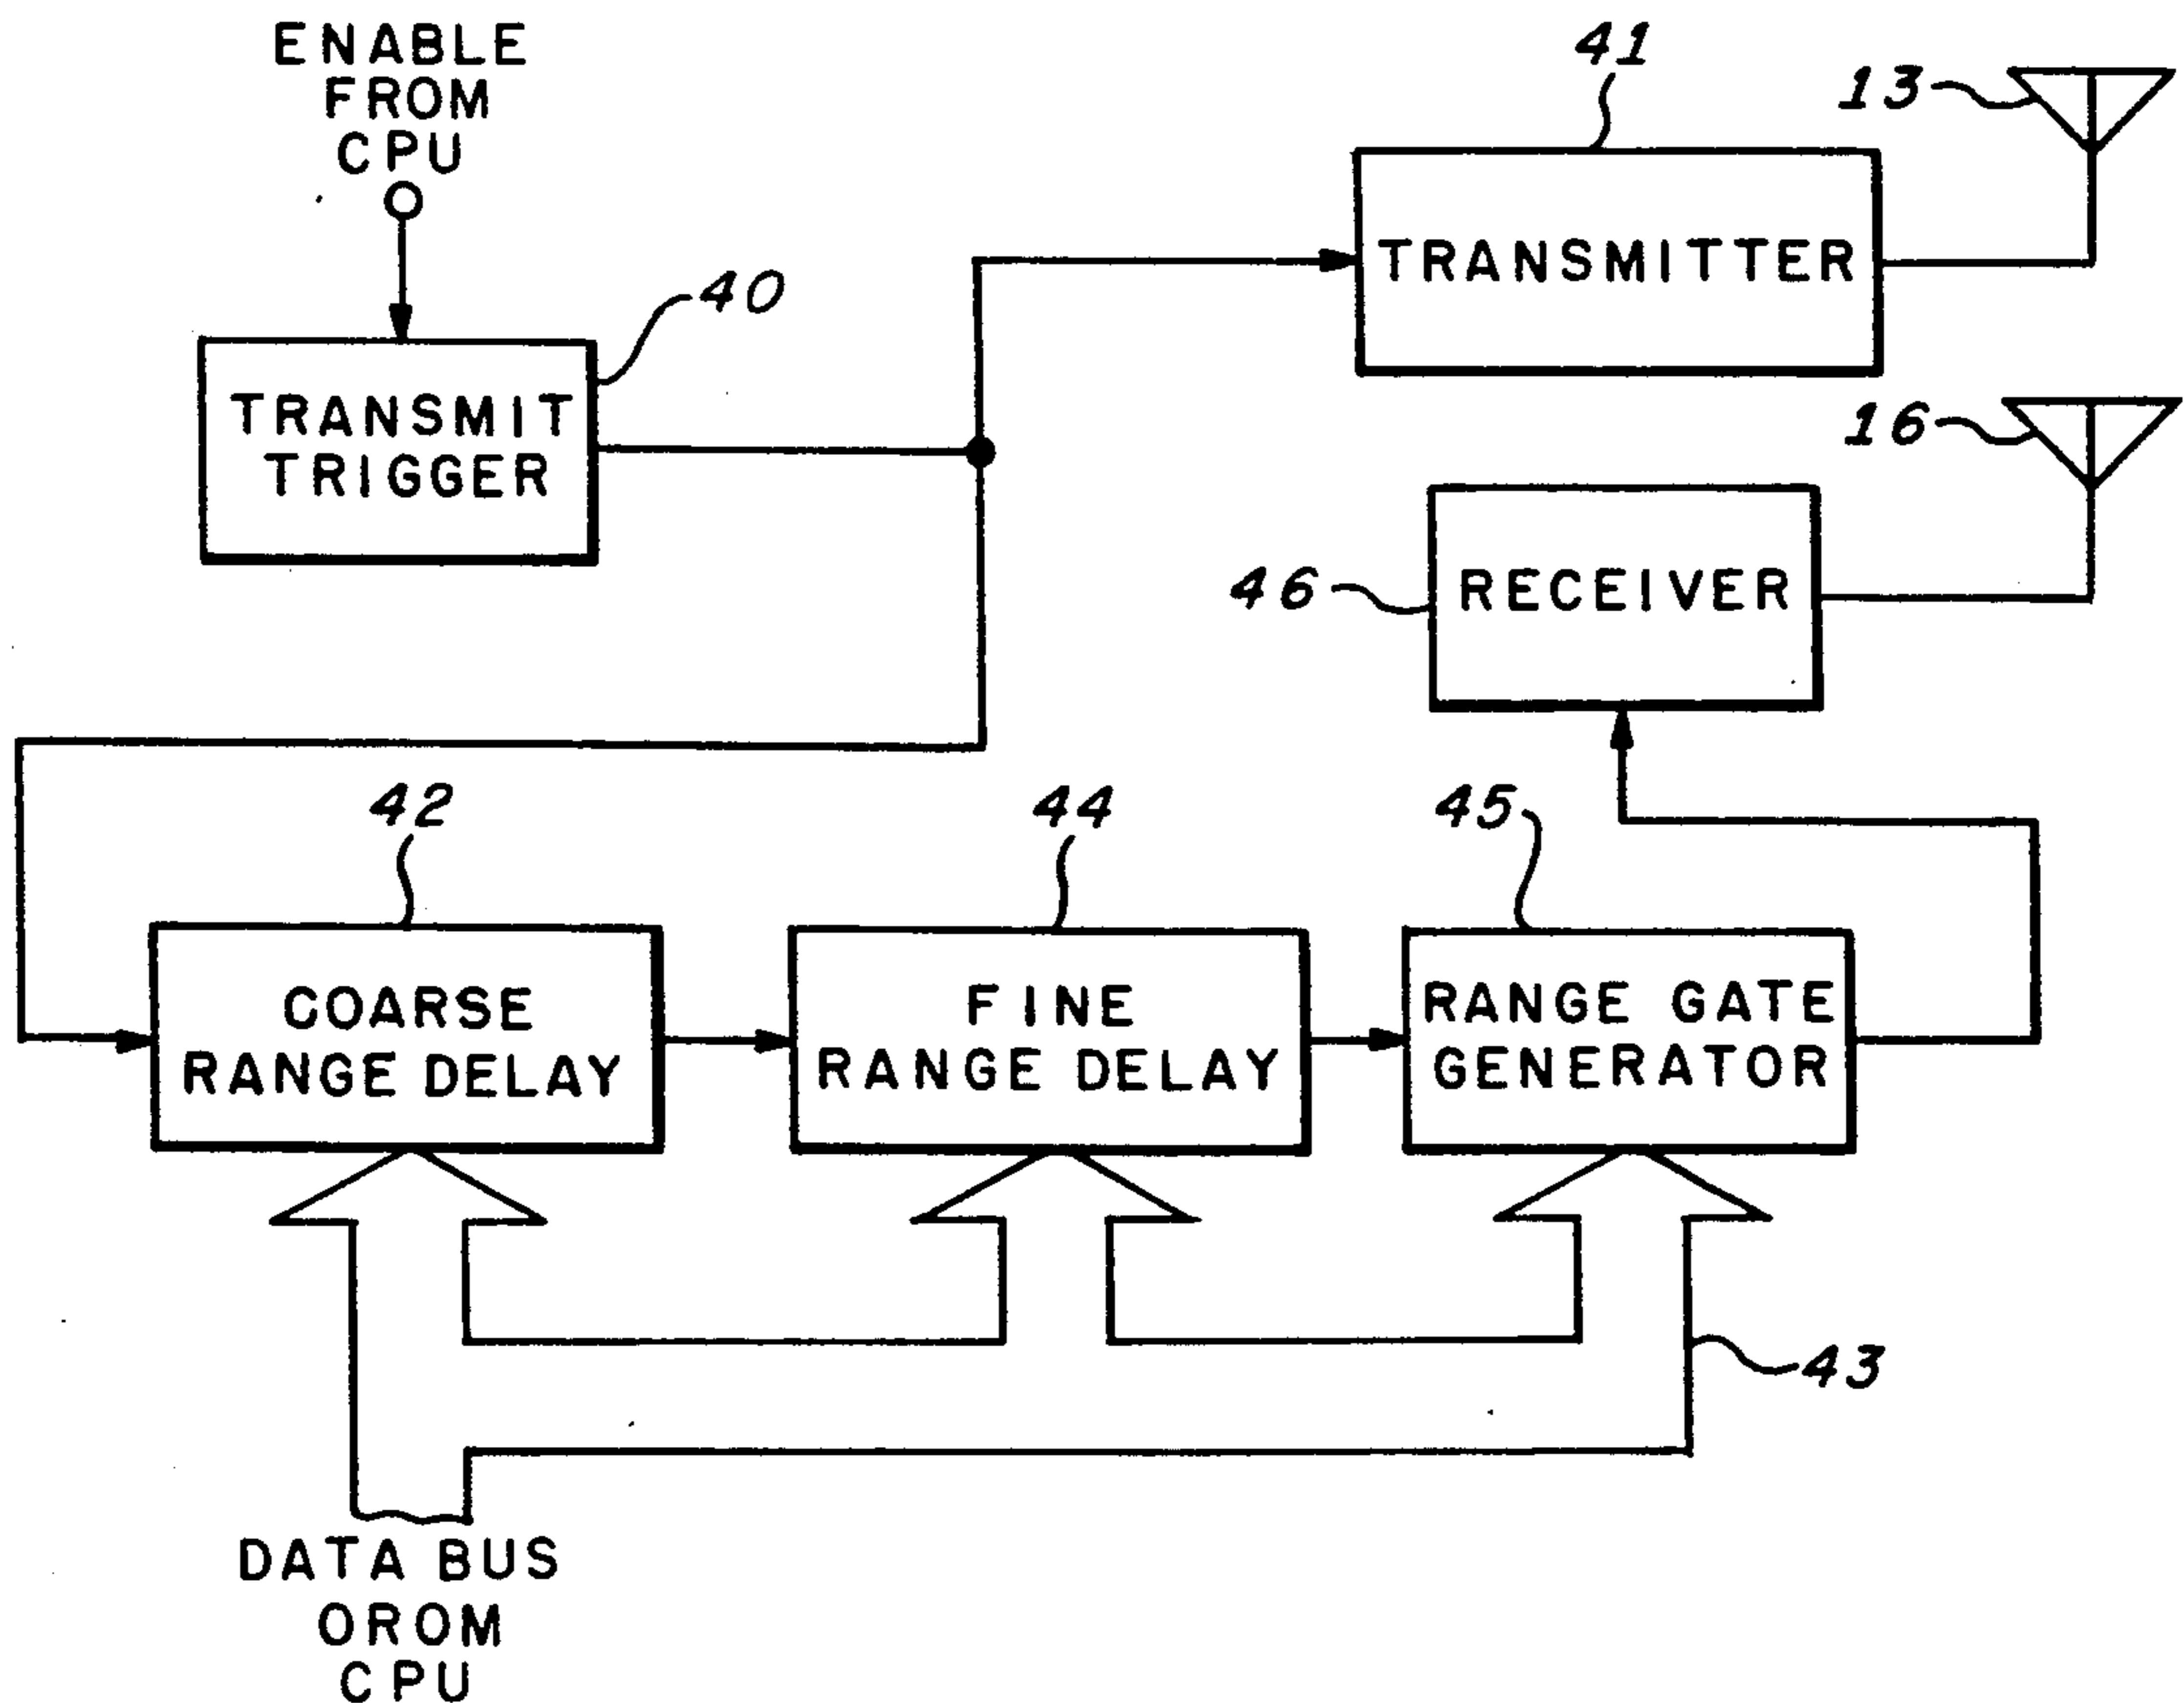 ENABLE
FROM
CPU
41
13
40
TRANSMITTER
TRANSMIT
TRIGGER
16
46
RECEIVER
42
44
45
COARSE
RANGE DELAY
FINE
RANGE DELAY
RANGE GATE
GENERATOR
43
DATA BUS
OROM
CPU